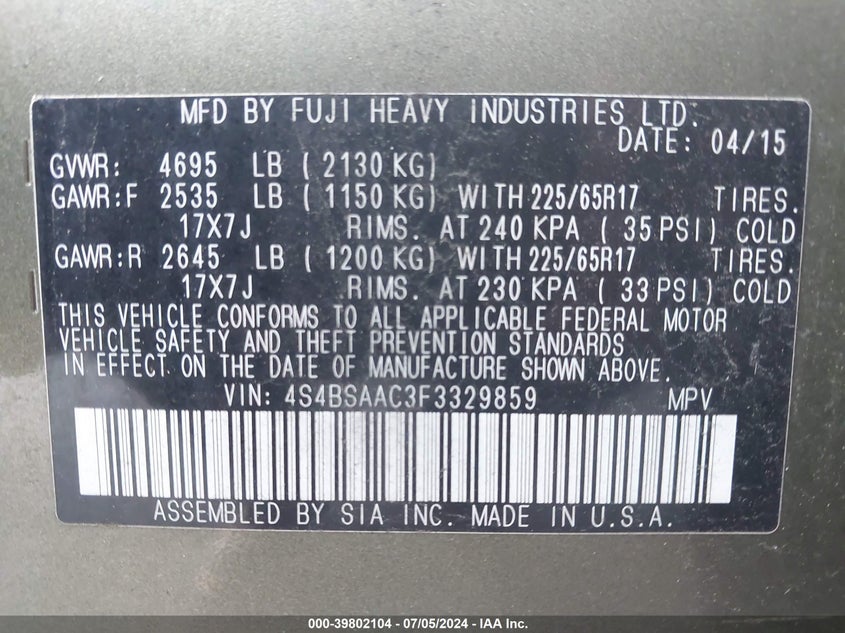 MFD BY FUJI HEAVY INDUSTRIES LTD.
DATE: 04/15
GVWR: 4695 LB ( 2130 KG)
GAWR:F 2535 LB ( 1150 KG) WITH 225/65R17 TIRES.
17X7J RIMS. AT 240 KPA ( 35 PSI) COLD
GAWR:R 2645 LB ( 1200 KG) WITH 225/65R17 TIRES.
17X7J RIMS. AT 230 KPA ( 33 PSI) COLD
THIS VEHICLE CONFORMS TO ALL APPLICABLE FEDERAL MOTOR
VEHICLE SAFETY AND THEFT PREVENTION STANDARDS
IN EFFECT ON THE DATE OF MANUFACTURE SHOWN ABOVE.
VIN: 4S4BSAAC3F3329859 MPV
ASSEMBLED BY SIA INC. MADE IN U.S.A.
000-39802104 - 07/05/2024 - IAA Inc.